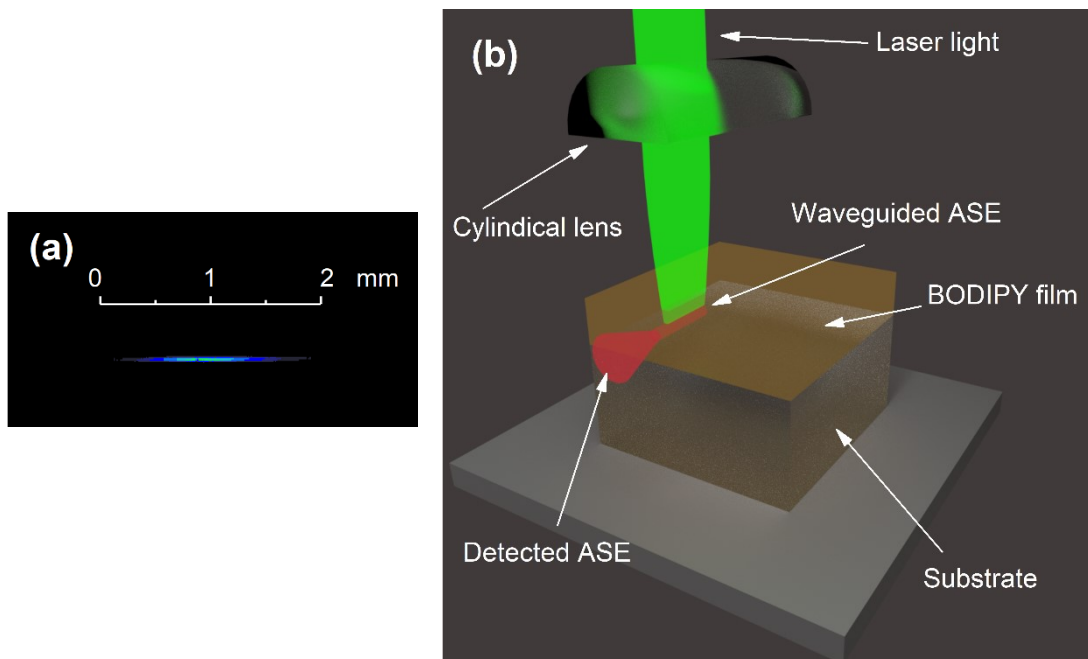 (a)
0 1 2 mm
(b)
Laser light
Cylindical lens
Waveguided ASE
BODIPY film
Detected ASE
Substrate